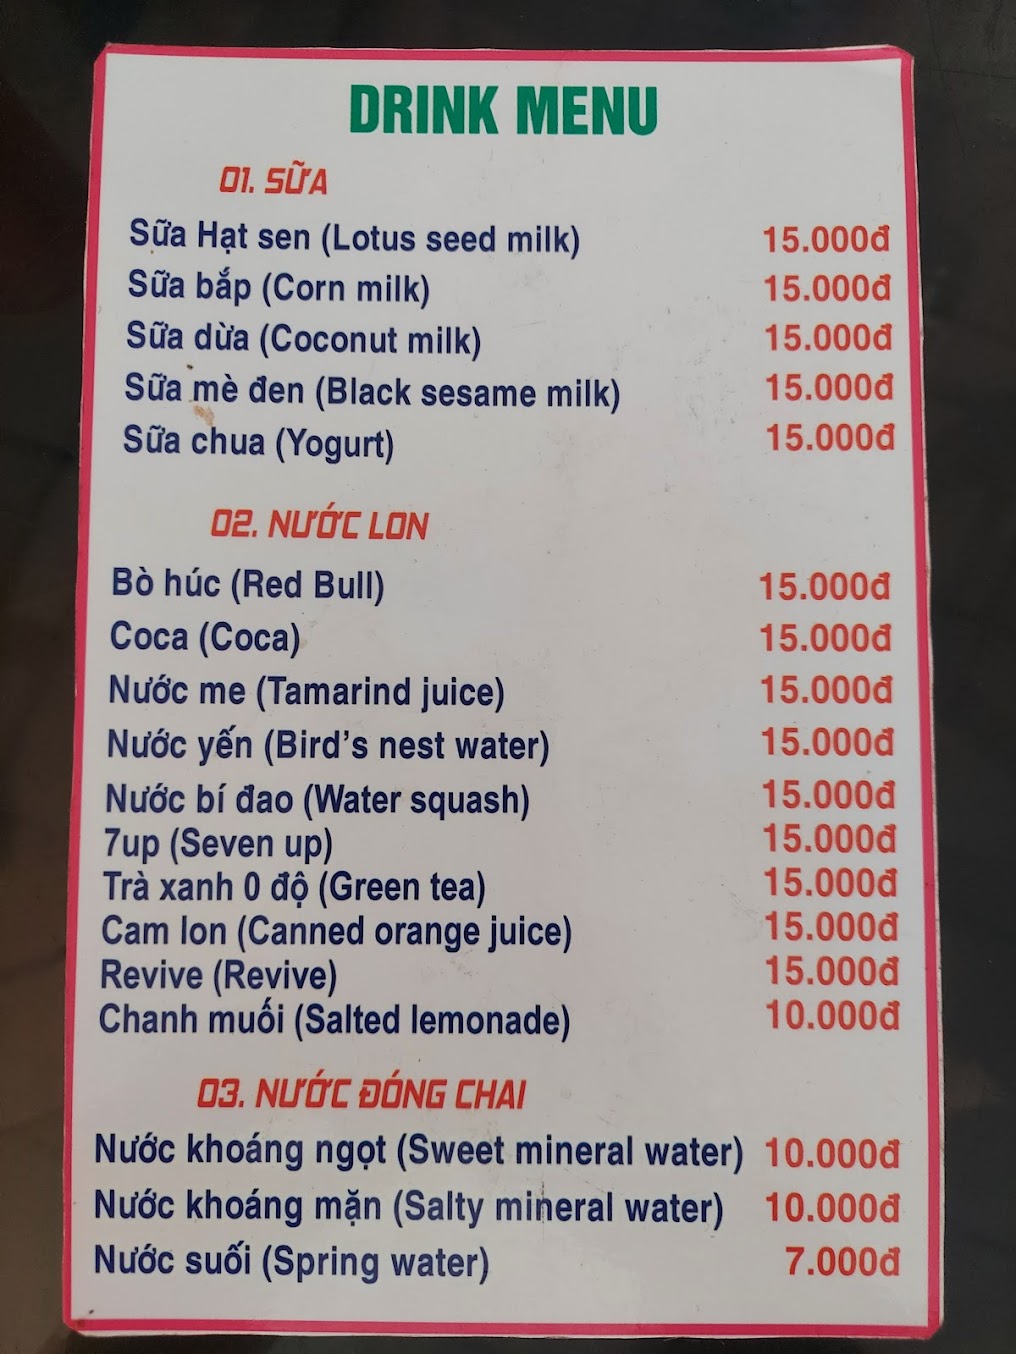 DRINK MENU
01. SỮA
Sữa Hạt sen (Lotus seed milk) 15.000đ
Sữa bắp (Corn milk) 15.000đ
Sữa dừa (Coconut milk) 15.000đ
Sữa mè đen (Black sesame milk) 15.000đ
Sữa chua (Yogurt) 15.000đ
02. NƯỚC LON
Bò húc (Red Bull) 15.000đ
Coca (Coca) 15.000đ
Nước me (Tamarind juice) 15.000đ
Nước yến (Bird's nest water) 15.000đ
Nước bí đao (Water squash) 15.000đ
7up (Seven up) 15.000đ
Trà xanh 0 độ (Green tea) 15.000đ
Cam lon (Canned orange juice) 15.000đ
Revive (Revive) 15.000đ
Chanh muối (Salted lemonade) 10.000đ
03. NƯỚC ĐÓNG CHAI
Nước khoáng ngọt (Sweet mineral water) 10.000đ
Nước khoáng mặn (Salty mineral water) 10.000đ
Nước suối (Spring water) 7.000đ